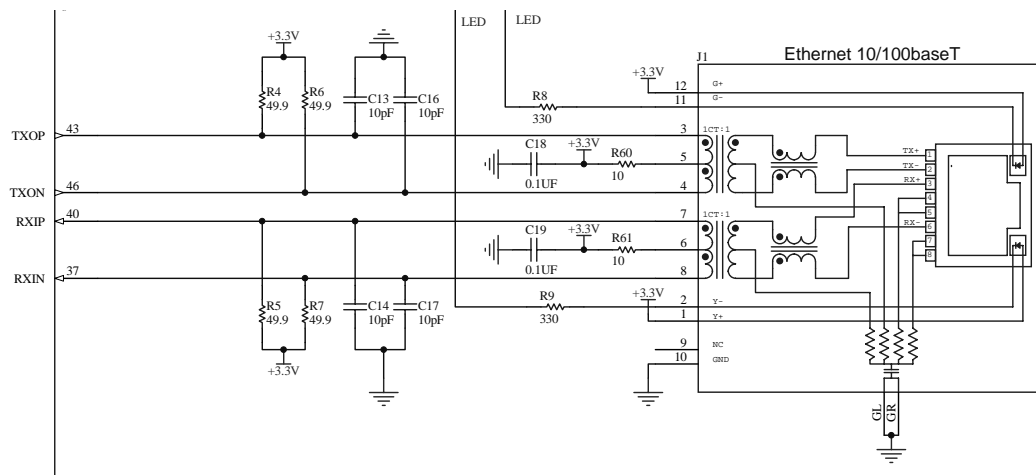 LED
LED
Ethernet 10/100baseT
J1
+3.3V
+3.3V
12
G+
11
G-
R4
49.9
R6
49.9
C13
10pF
C16
10pF
R8
330
TXOP
43
3
1CT:1
C18
0.1UF
+3.3V
R60
10
5
TX+
1
TX-
2
RX+
3
4
5
RX-
6
7
8
TXON
46
4
RXIP
40
7
1CT:1
C19
0.1UF
+3.3V
R61
10
6
RXIN
37
8
R5
49.9
R7
49.9
C14
10pF
C17
10pF
R9
330
+3.3V
2
Y-
1
Y+
+3.3V
9
NC
10
GND
GL
GR